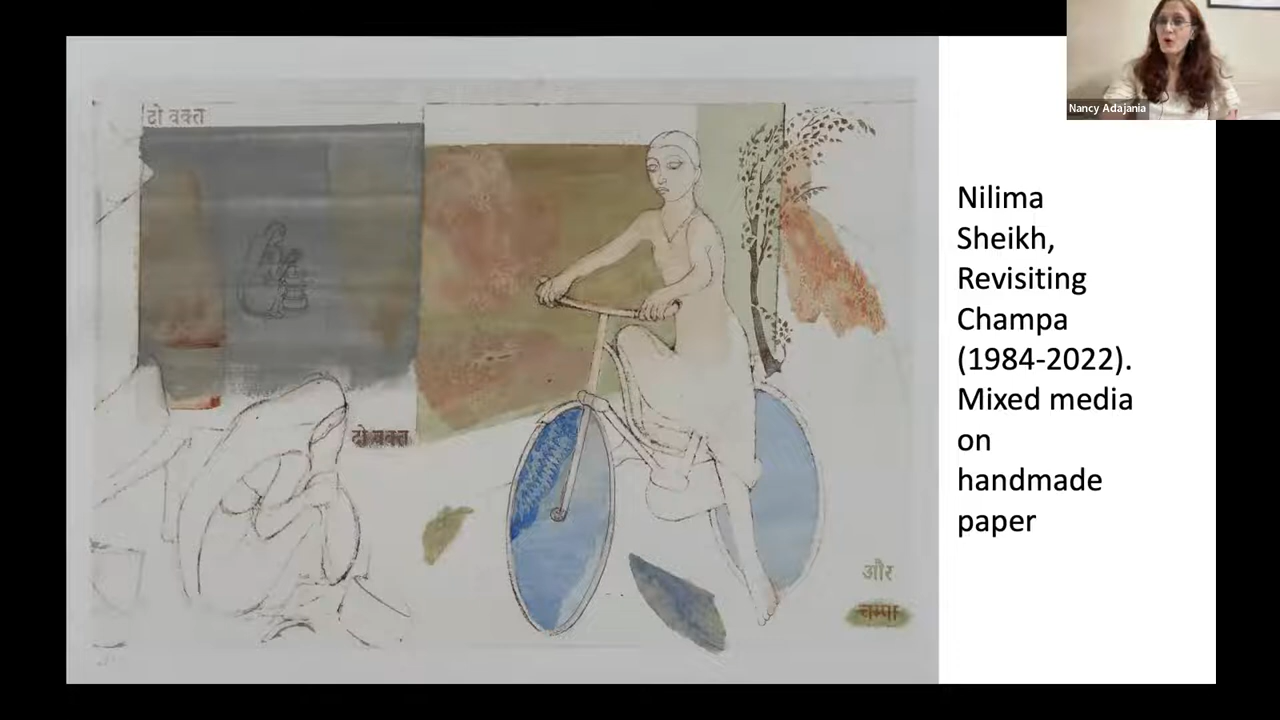 Nancy Adajania
दो वक्त
दो वक्त
और
चम्पा
Nilima
Sheikh,
Revisiting
Champa
(1984-2022).
Mixed media
on
handmade
paper